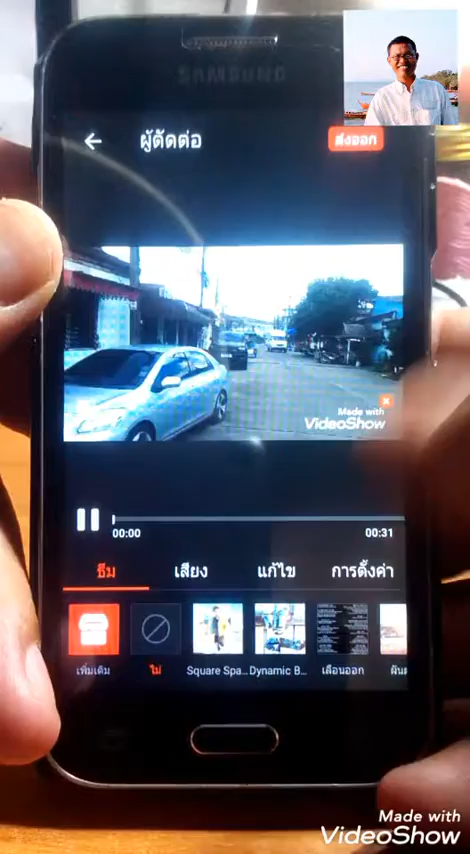 SAMSUNG
ผู้ตัดต่อ
ส่งออก
Made with
VideoShow
00:00
00:31
ธีม
เสียง
แก้ไข
การตั้งค่า
เพิ่มเติม
ไม่
Square Spa...
Dynamic B...
เลื่อนออก
Made with
VideoShow